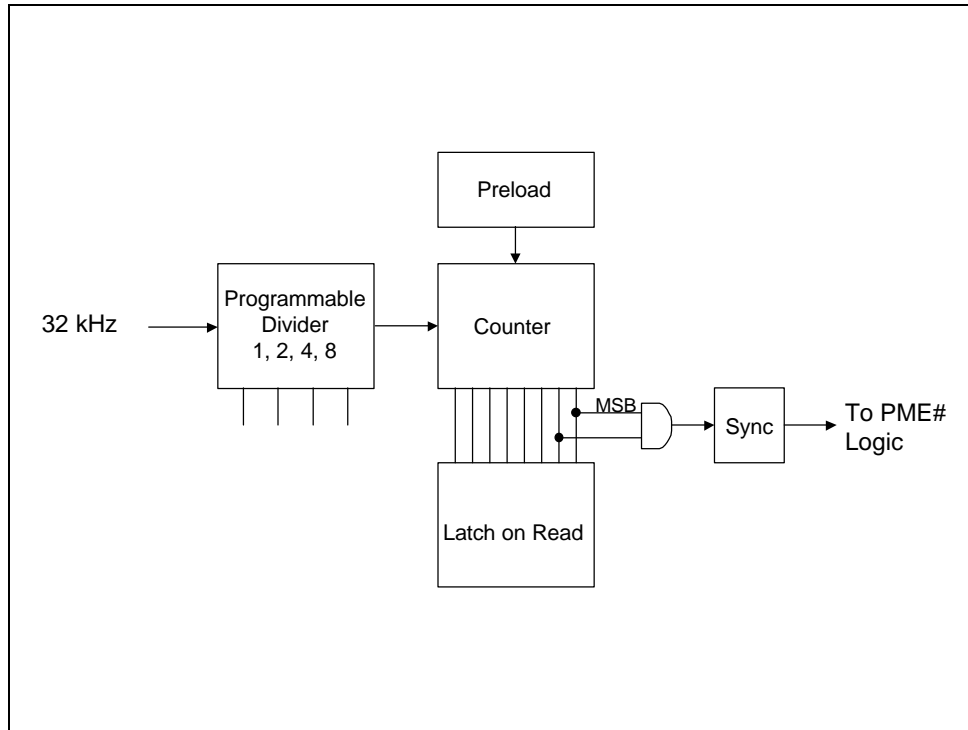 Preload
Programmable
Divider
1, 2, 4, 8
32 kHz
Counter
MSB
Sync
To PME#
Logic
Latch on Read